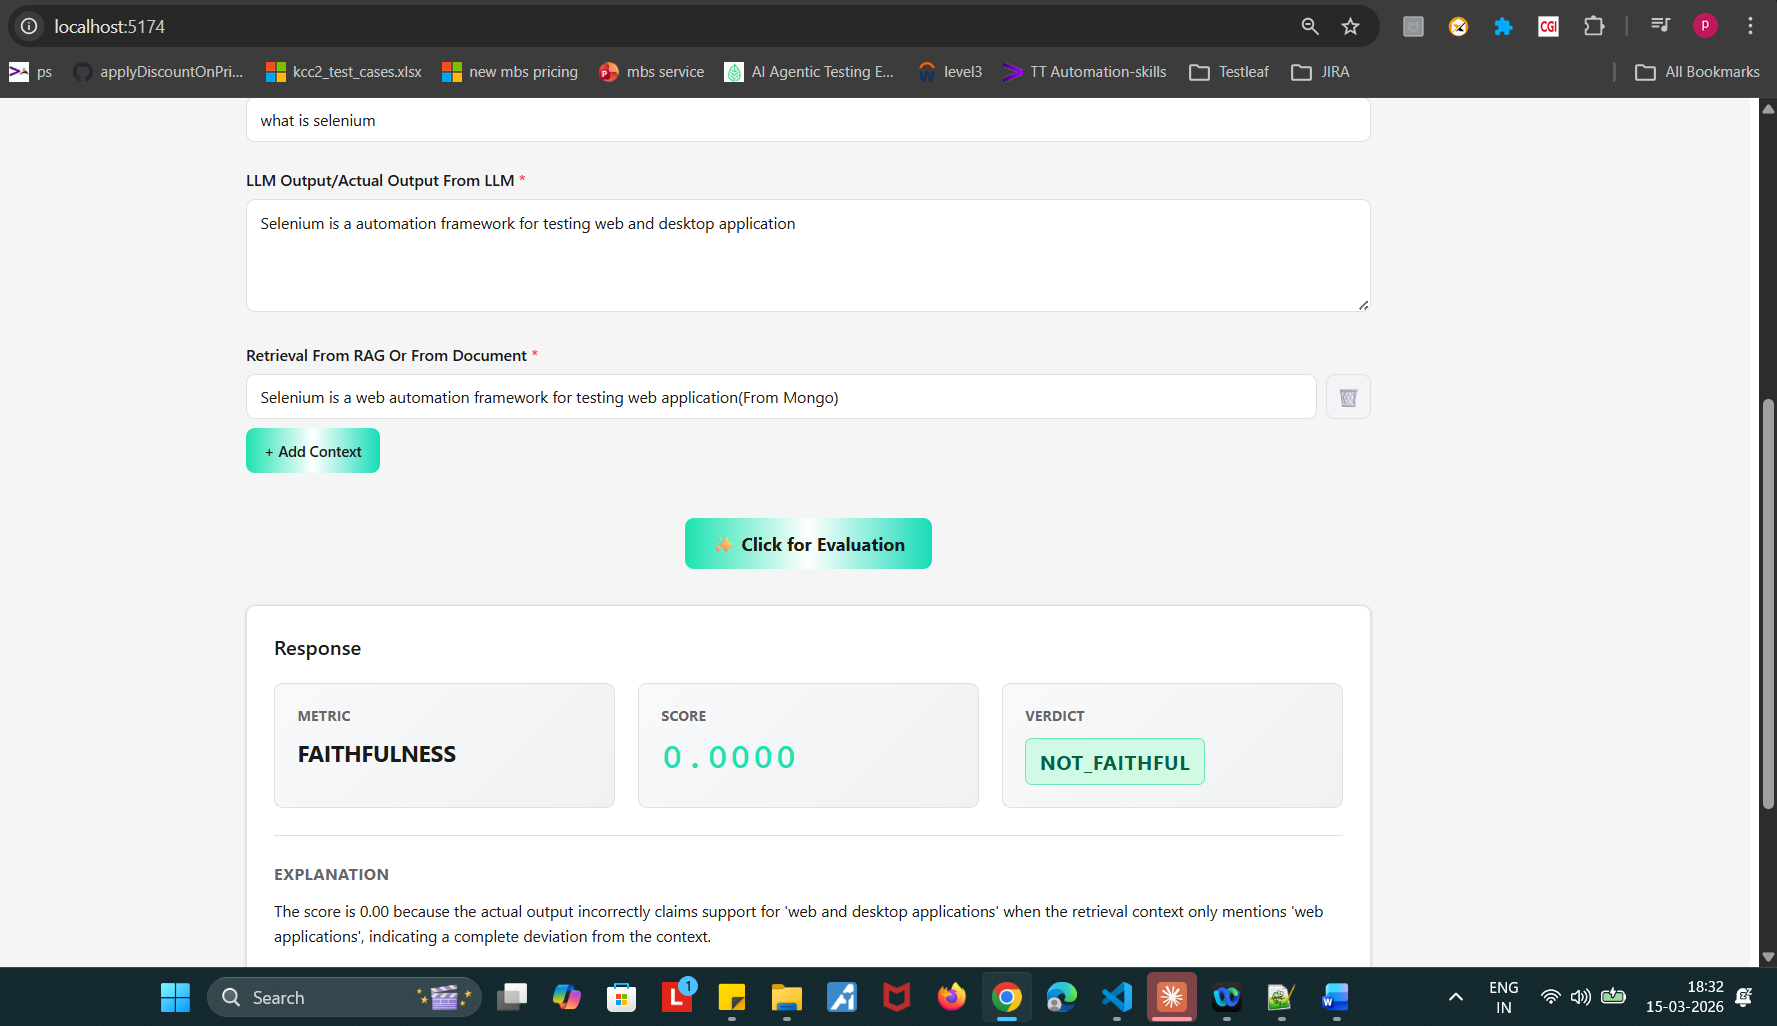 localhost:5174
ps
applyDiscountOnPri...
kcc2_test_cases.xlsx
new mbs pricing
mbs service
AI Agentic Testing E...
level3
TT Automation-skills
Testleaf
JIRA
All Bookmarks
CGI
P
what is selenium
LLM Output/Actual Output From LLM *
Selenium is a automation framework for testing web and desktop application
Retrieval From RAG Or From Document *
Selenium is a web automation framework for testing web application(From Mongo)
+ Add Context
✨ Click for Evaluation
Response
METRIC
FAITHFULNESS
SCORE
0.0000
VERDICT
NOT_FAITHFUL
EXPLANATION
The score is 0.00 because the actual output incorrectly claims support for 'web and desktop applications' when the retrieval context only mentions 'web
applications', indicating a complete deviation from the context.
Search
L
1
W
ENG
IN
18:32
15-03-2026